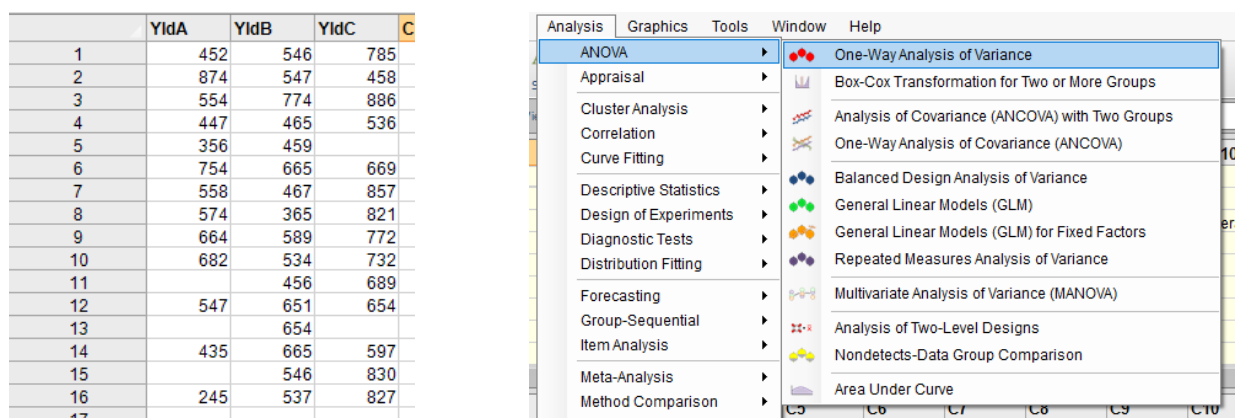 YldA YldB YldC C
1 452 546 785
2 874 547 458
3 554 774 886
4 447 465 536
5 356 459
6 754 665 669
7 558 467 857
8 574 365 821
9 664 589 772
10 682 534 732
11 456 689
12 547 651 654
13 654
14 435 665 597
15 546 830
16 245 537 827
17
Analysis Graphics Tools Window Help
ANOVA
Appraisal
Cluster Analysis
Correlation
Curve Fitting
Descriptive Statistics
Design of Experiments
Diagnostic Tests
Distribution Fitting
Forecasting
Group-Sequential
Item Analysis
Meta-Analysis
Method Comparison
One-Way Analysis of Variance
Box-Cox Transformation for Two or More Groups
Analysis of Covariance (ANCOVA) with Two Groups
One-Way Analysis of Covariance (ANCOVA)
Balanced Design Analysis of Variance
General Linear Models (GLM)
General Linear Models (GLM) for Fixed Factors
Repeated Measures Analysis of Variance
Multivariate Analysis of Variance (MANOVA)
Analysis of Two-Level Designs
Nondetects-Data Group Comparison
Area Under Curve
10
C5 C6 C7 C8 C9 C10